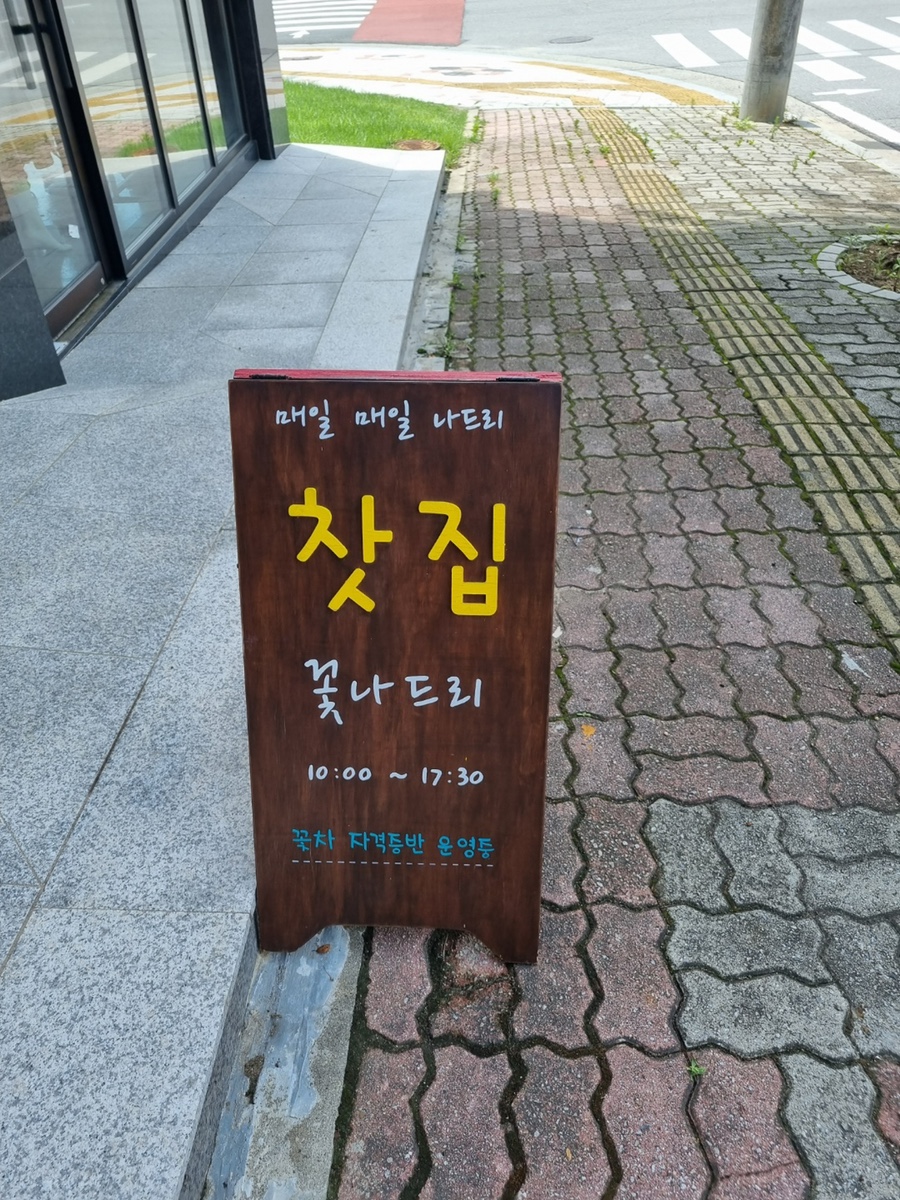 매일 매일 나드리
찻집
꽃나드리
10:00 ~ 17:30
꽃차 자격증반 운영등